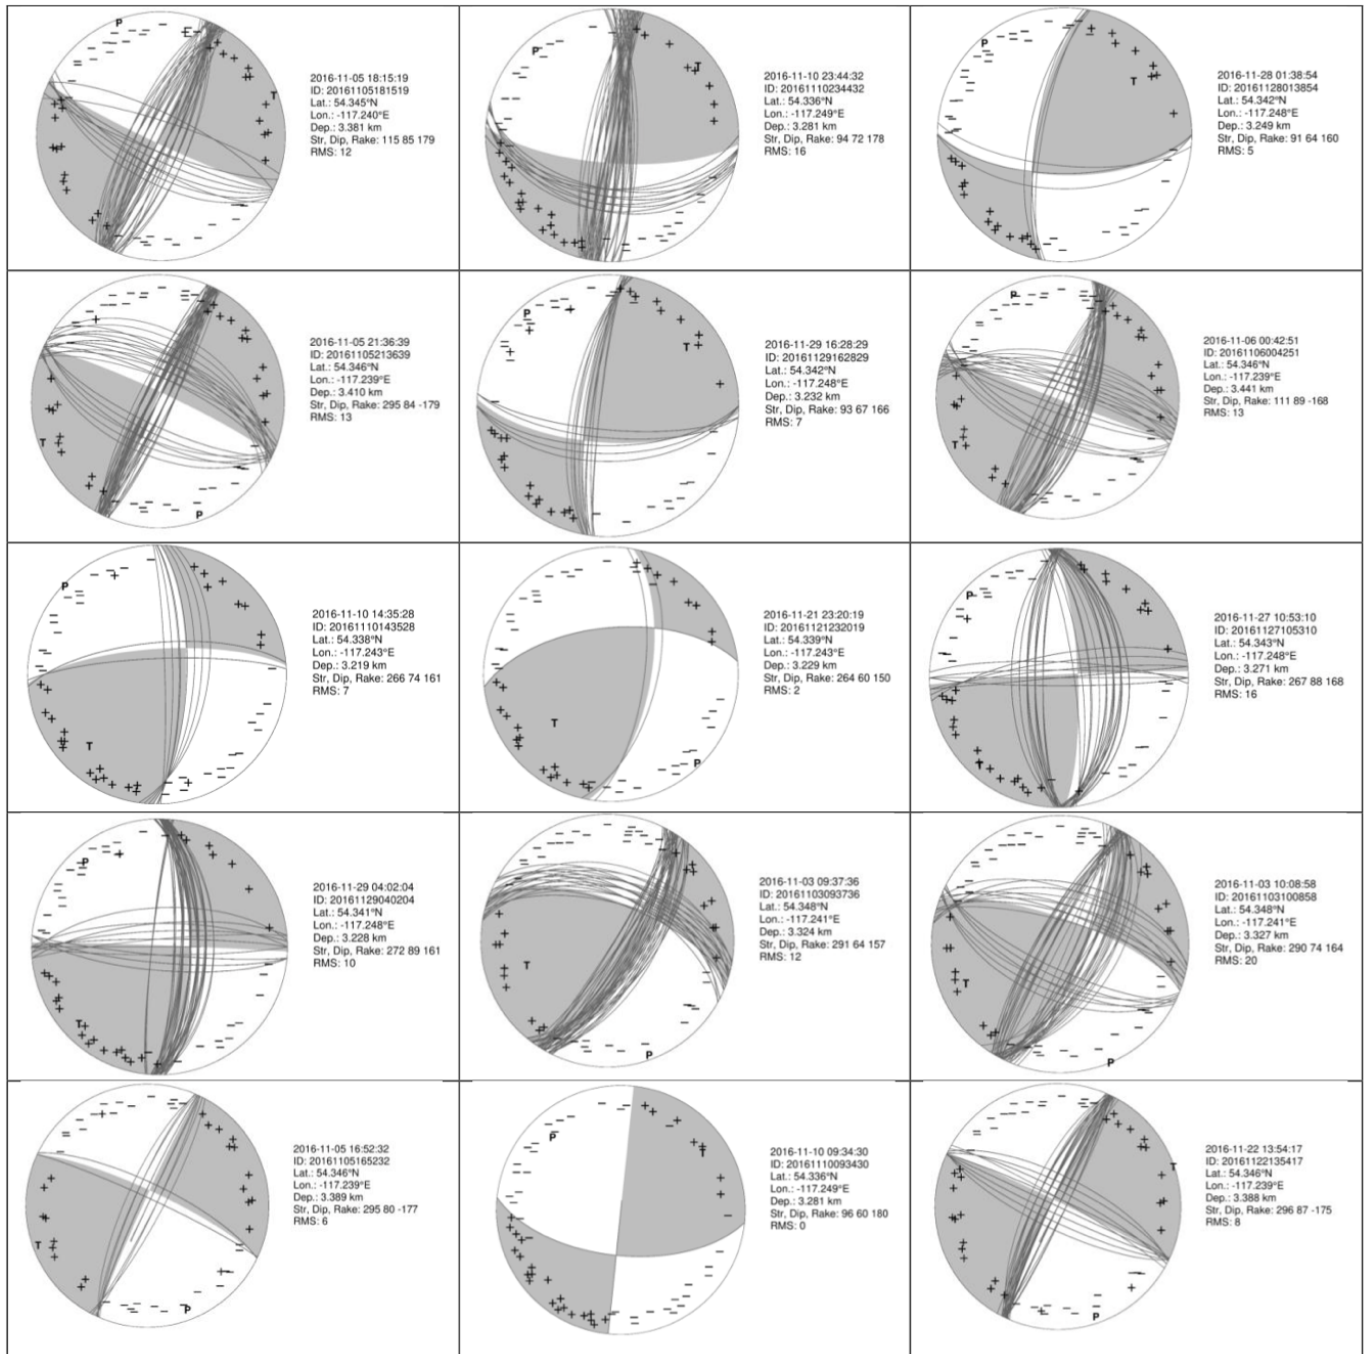 P
T
2016-11-05 18:15:19
ID: 20161105181519
Lat.: 54.345°N
Lon.: -117.240°E
Dep.: 3.381 km
Str, Dip, Rake: 115 85 179
RMS: 12
P
T
2016-11-10 23:44:32
ID: 20161110234432
Lat.: 54.336°N
Lon.: -117.249°E
Dep.: 3.281 km
Str, Dip, Rake: 94 72 178
RMS: 16
P
T
2016-11-28 01:38:54
ID: 20161128013854
Lat.: 54.342°N
Lon.: -117.248°E
Dep.: 3.249 km
Str, Dip, Rake: 91 64 160
RMS: 5
T
P
2016-11-05 21:36:39
ID: 20161105213639
Lat.: 54.346°N
Lon.: -117.239°E
Dep.: 3.410 km
Str, Dip, Rake: 295 84 -179
RMS: 13
P
T
2016-11-29 16:28:29
ID: 20161129162829
Lat.: 54.342°N
Lon.: -117.248°E
Dep.: 3.232 km
Str, Dip, Rake: 93 67 166
RMS: 7
P
T
2016-11-06 00:42:51
ID: 20161106004251
Lat.: 54.346°N
Lon.: -117.239°E
Dep.: 3.441 km
Str, Dip, Rake: 111 89 -168
RMS: 13
P
T
2016-11-10 14:35:28
ID: 20161110143528
Lat.: 54.338°N
Lon.: -117.243°E
Dep.: 3.219 km
Str, Dip, Rake: 266 74 161
RMS: 7
T
P
2016-11-21 23:20:19
ID: 20161121232019
Lat.: 54.339°N
Lon.: -117.243°E
Dep.: 3.229 km
Str, Dip, Rake: 264 60 150
RMS: 2
P
T
2016-11-27 10:53:10
ID: 20161127105310
Lat.: 54.343°N
Lon.: -117.248°E
Dep.: 3.271 km
Str, Dip, Rake: 267 88 168
RMS: 16
P
T
2016-11-29 04:02:04
ID: 20161129040204
Lat.: 54.341°N
Lon.: -117.248°E
Dep.: 3.228 km
Str, Dip, Rake: 272 89 161
RMS: 10
T
P
2016-11-03 09:37:36
ID: 20161103093736
Lat.: 54.348°N
Lon.: -117.241°E
Dep.: 3.324 km
Str, Dip, Rake: 291 64 157
RMS: 12
T
P
2016-11-03 10:08:58
ID: 20161103100858
Lat.: 54.348°N
Lon.: -117.241°E
Dep.: 3.327 km
Str, Dip, Rake: 290 74 164
RMS: 20
T
P
2016-11-05 16:52:32
ID: 20161105165232
Lat.: 54.346°N
Lon.: -117.239°E
Dep.: 3.389 km
Str, Dip, Rake: 295 80 -177
RMS: 6
P
T
2016-11-10 09:34:30
ID: 20161110093430
Lat.: 54.336°N
Lon.: -117.249°E
Dep.: 3.281 km
Str, Dip, Rake: 96 60 180
RMS: 0
T
P
2016-11-22 13:54:17
ID: 20161122135417
Lat.: 54.346°N
Lon.: -117.239°E
Dep.: 3.388 km
Str, Dip, Rake: 296 87 -175
RMS: 8